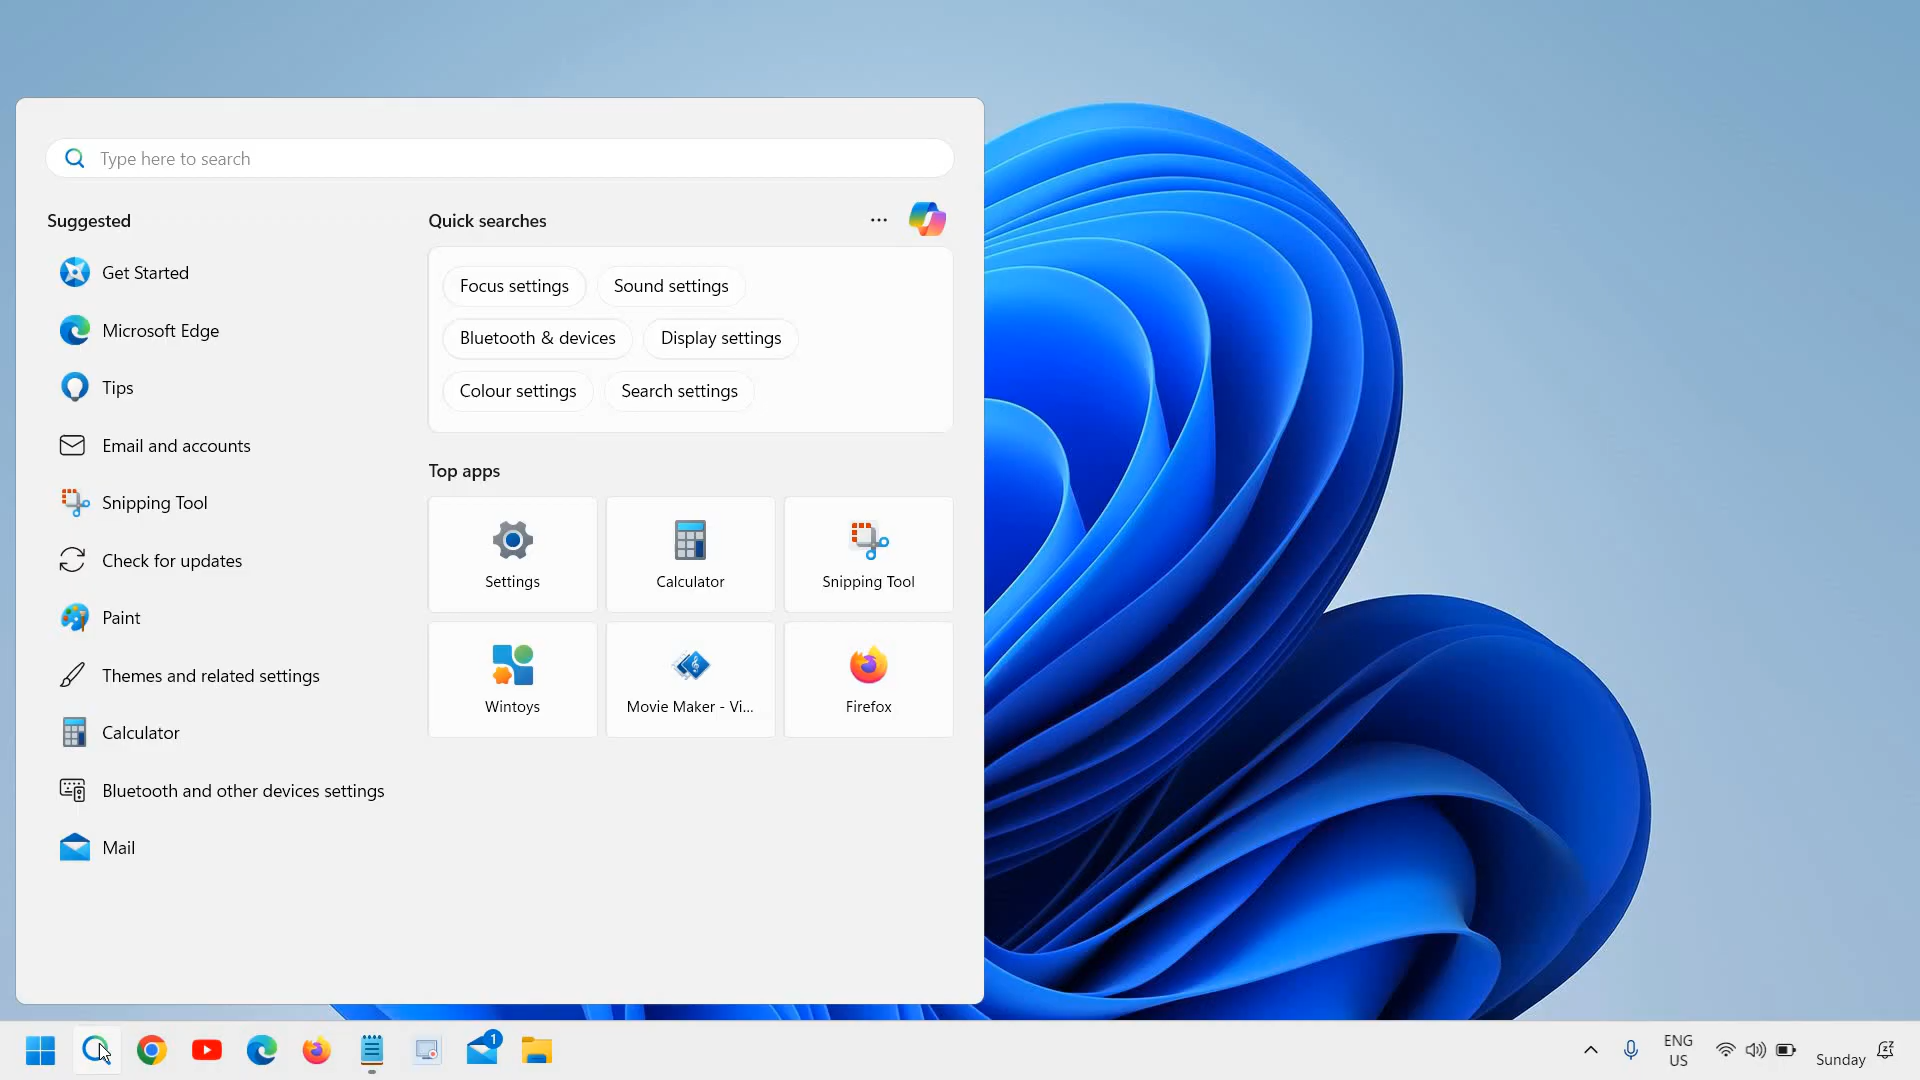 Type here to search
Suggested
Get Started
Microsoft Edge
Tips
Email and accounts
Snipping Tool
Check for updates
Paint
Themes and related settings
Calculator
Bluetooth and other devices settings
Mail
Quick searches
Focus settings
Sound settings
Bluetooth & devices
Display settings
Colour settings
Search settings
Top apps
Settings
Calculator
Snipping Tool
Wintoys
Movie Maker - Vi...
Firefox
1
ENG
US
Sunday